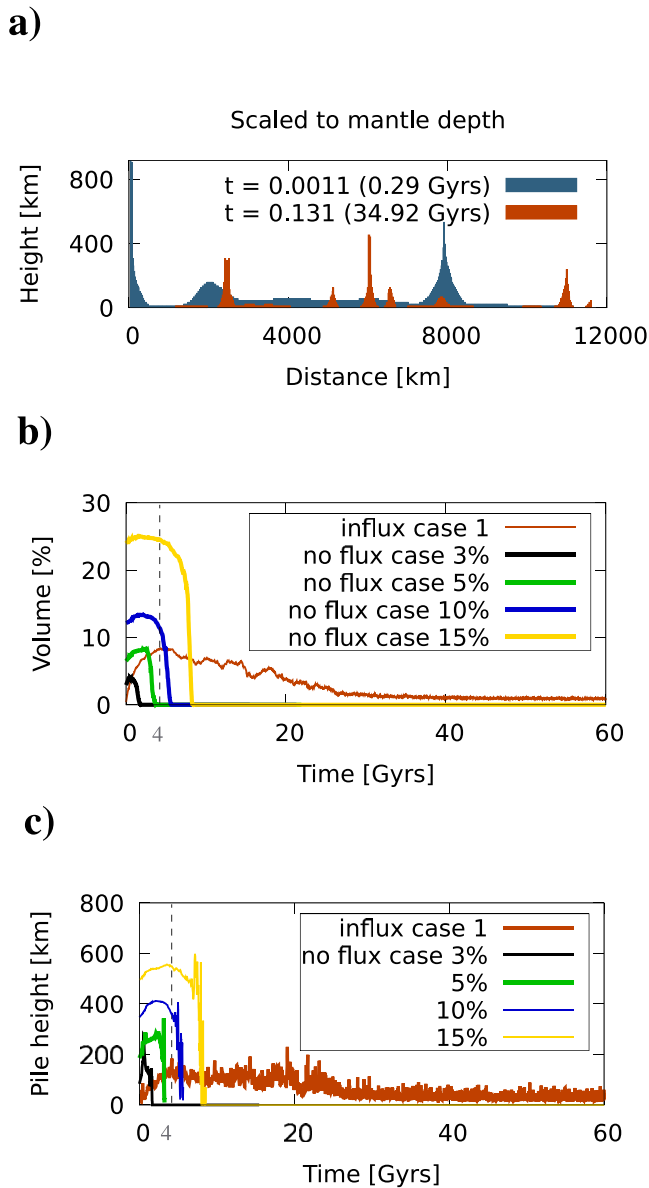 a)
Scaled to mantle depth
Height [km]
800
400
0
t = 0.0011 (0.29 Gyrs)
t = 0.131 (34.92 Gyrs)
0 4000 8000 12000
Distance [km]
b)
Volume [%]
30
20
10
0
influx case 1
no flux case 3%
no flux case 5%
no flux case 10%
no flux case 15%
0 4 20 40 60
Time [Gyrs]
c)
Pile height [km]
800
600
400
200
0
influx case 1
no flux case 3%
5%
10%
15%
0 4 20 40 60
Time [Gyrs]